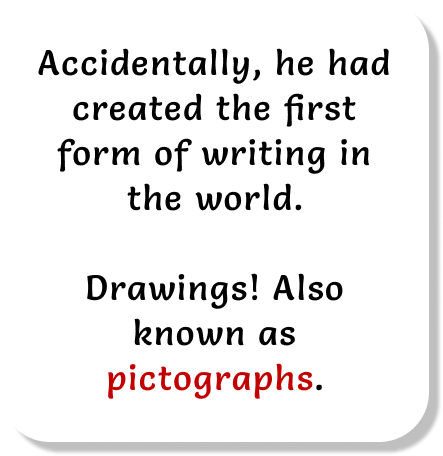 Accidentally, he had
created the first
form of writing in
the world.
Drawings! Also
known as
pictographs.